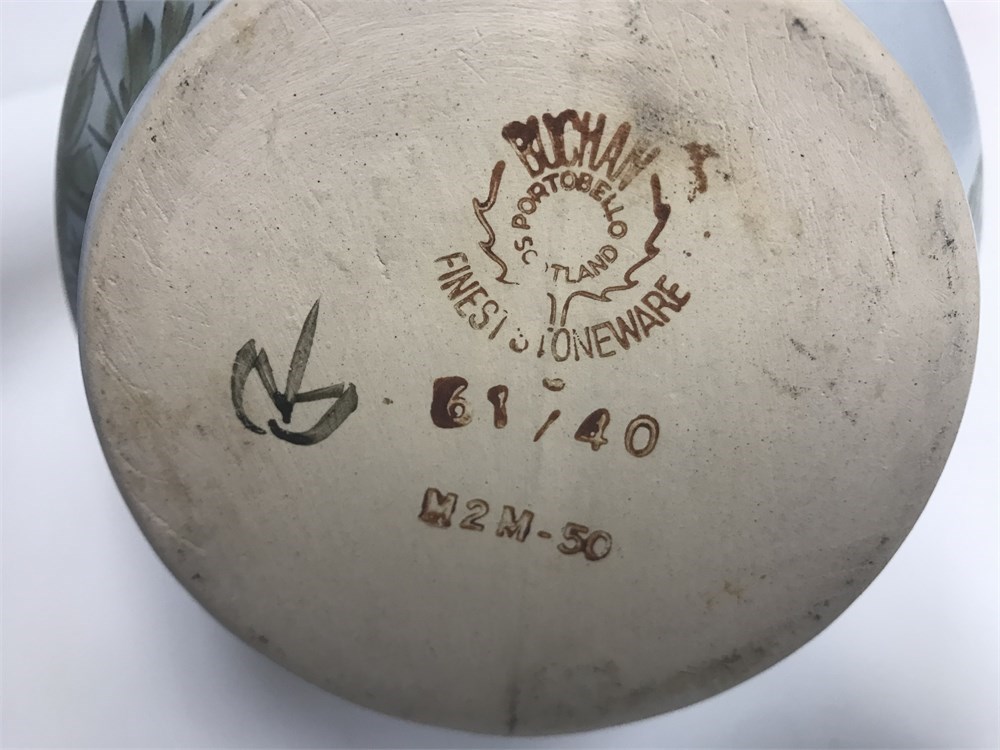 BUCHAN
PORTOBELLO
SCOTLAND
FINEST STONEWARE
61/40
M2M-50